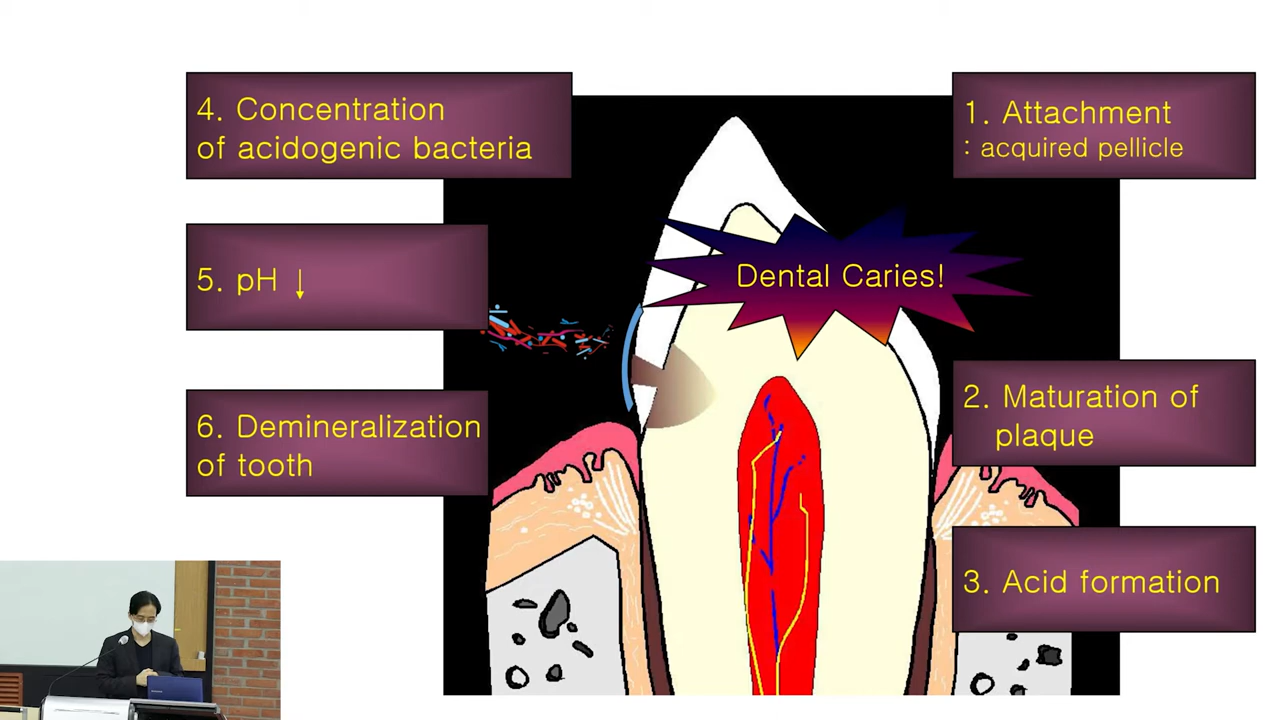 4. Concentration
of acidogenic bacteria
1. Attachment
: acquired pellicle
5. pH ↓
Dental Caries!
6. Demineralization
of tooth
2. Maturation of
plaque
3. Acid formation